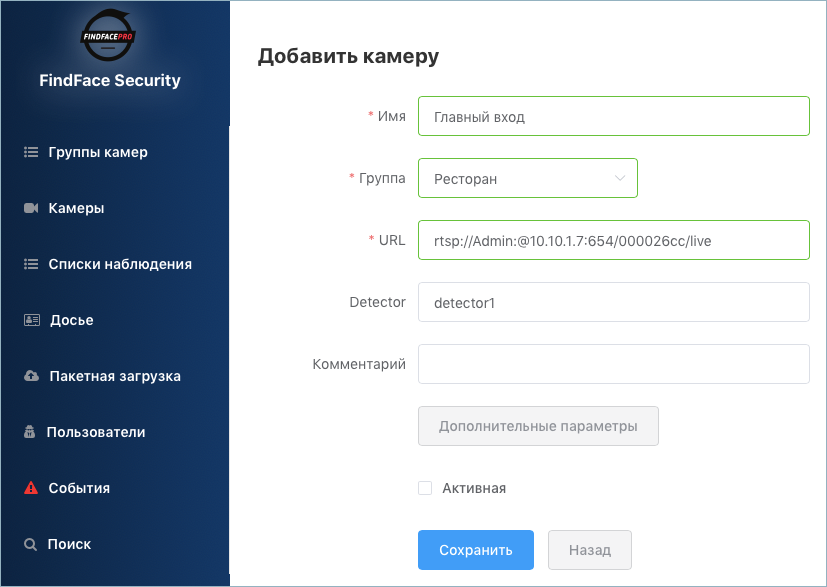 FINDFACEPRO
FindFace Security
Группы камер
Камеры
Списки наблюдения
Досье
Пакетная загрузка
Пользователи
События
Поиск
Добавить камеру
* Имя
Главный вход
* Группа
Ресторан
* URL
rtsp://Admin:@10.10.1.7:654/000026cc/live
Detector
detector1
Комментарий
Дополнительные параметры
Активная
Сохранить
Назад